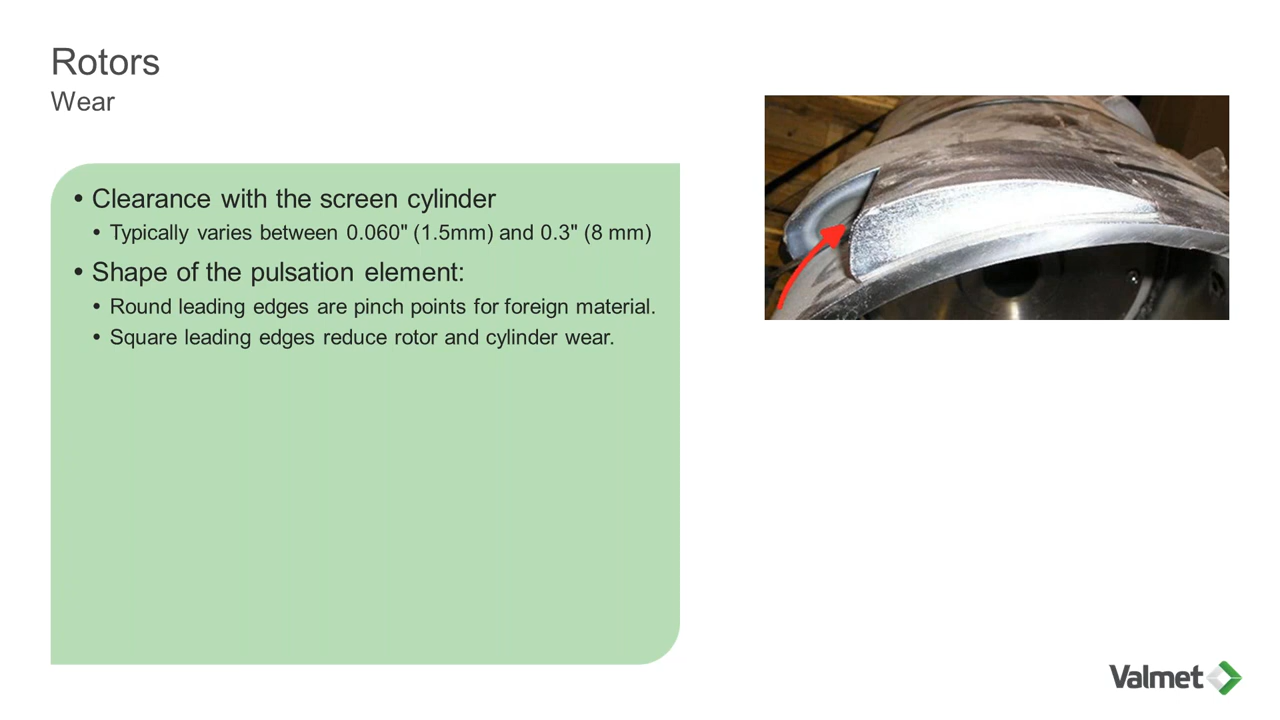 Rotors
Wear
• Clearance with the screen cylinder
• Typically varies between 0.060" (1.5mm) and 0.3" (8 mm)
• Shape of the pulsation element:
• Round leading edges are pinch points for foreign material.
• Square leading edges reduce rotor and cylinder wear.
Valmet